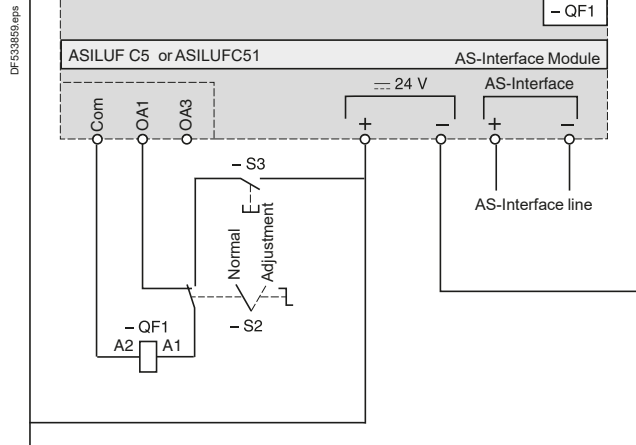 DF533859.eps
– QF1
ASILUF C5 or ASILUFC51
AS-Interface Module
24 V
AS-Interface
Com
OA1
OA3
+
–
+
–
– S3
AS-Interface line
Normal
Adjustment
– S2
– QF1
A2
A1